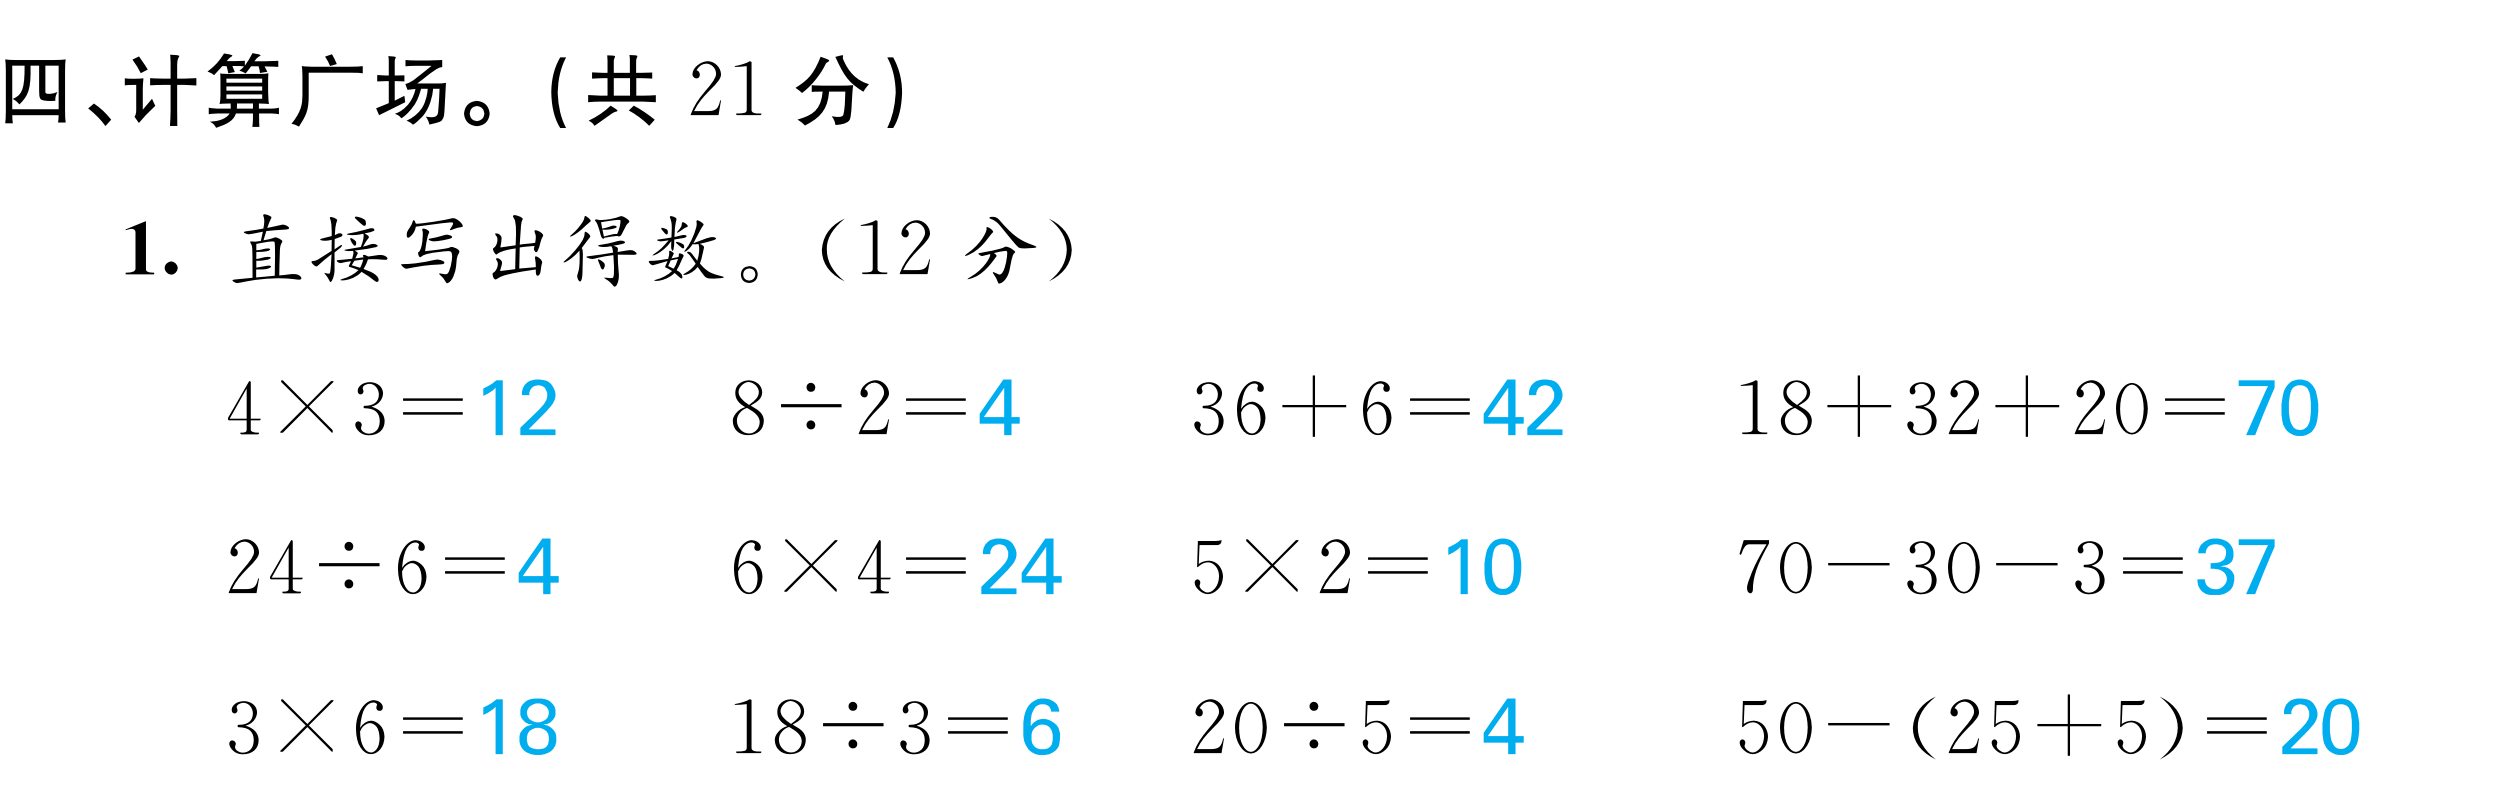 四、计算广场。(共 21 分)
1. 直接写出得数。(12 分)
4×3=12 8÷2=4 36+6=42 18+32+20=70
24÷6=4 6×4=24 5×2=10 70-30-3=37
3×6=18 18÷3=6 20÷5=4 50-(25+5)=20